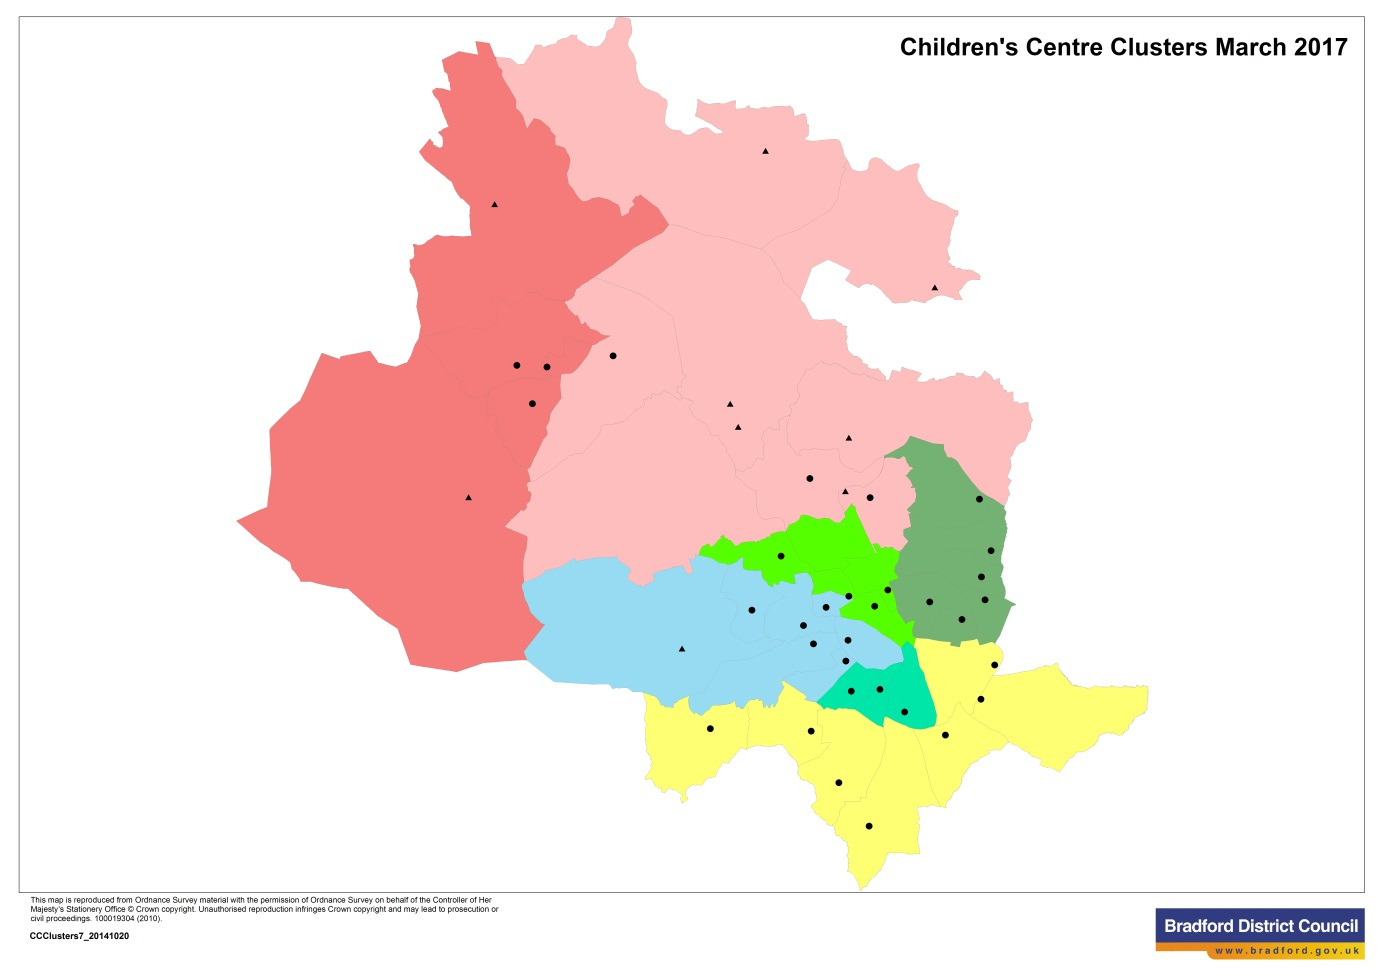 Children's Centre Clusters March 2017
This map is reproduced from Ordnance Survey material with the permission of Ordnance Survey on behalf of the Controller of Her
Majesty's Stationery Office © Crown copyright. Unauthorised reproduction infringes Crown copyright and may lead to prosecution or
civil proceedings. 100019304 (2010).
CCClusters7_20141020
Bradford District Council
www.bradford.gov.uk